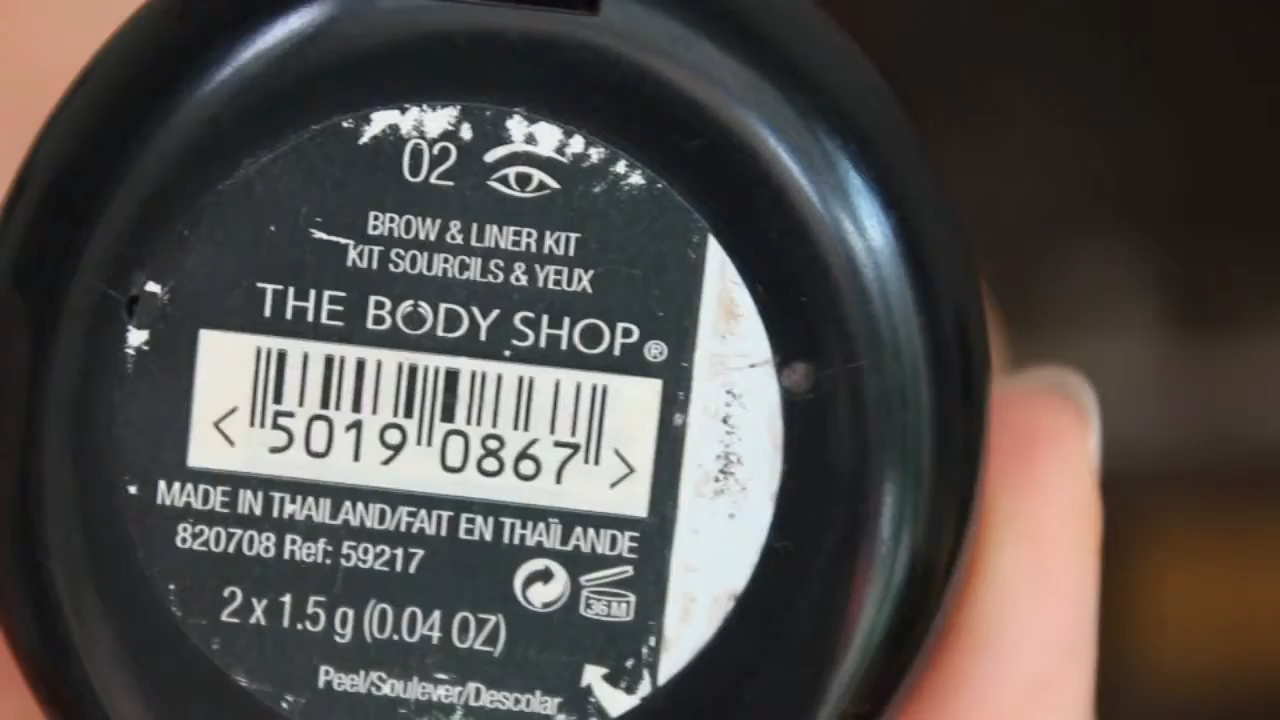 02
BROW & LINER KIT
KIT SOURCILS & YEUX
THE BODY SHOP®
<5019 0867>
MADE IN THAILAND/FAIT EN THAÏLANDE
820708 Ref: 59217
36M
2 x 1.5 g (0.04 OZ)
Peel/Soulever/Descolar